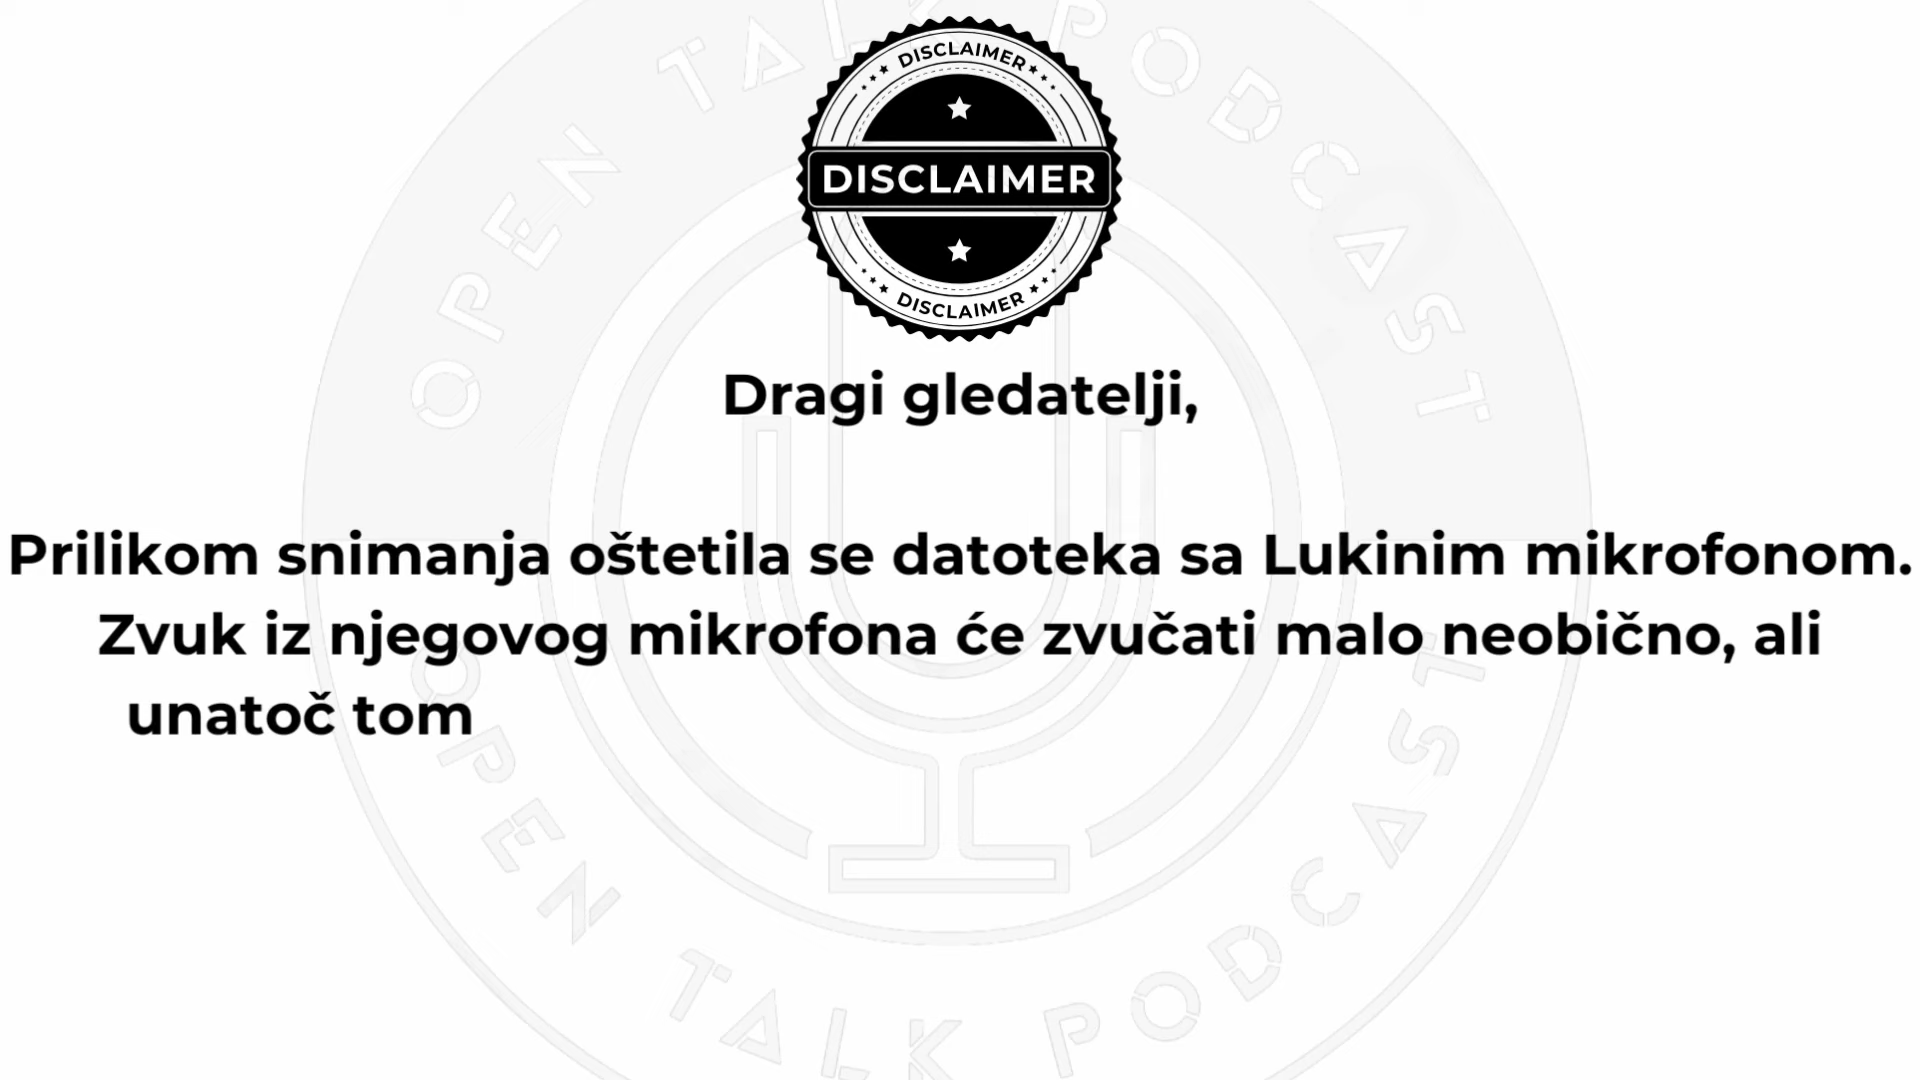 OPEN TALK PODCAST
DISCLAIMER
DISCLAIMER
DISCLAIMER
Dragi gledatelji,
Prilikom snimanja oštetila se datoteka sa Lukinim mikrofonom.
Zvuk iz njegovog mikrofona će zvučati malo neobično, ali
unatoč tom
OPEN TALK PODCAST